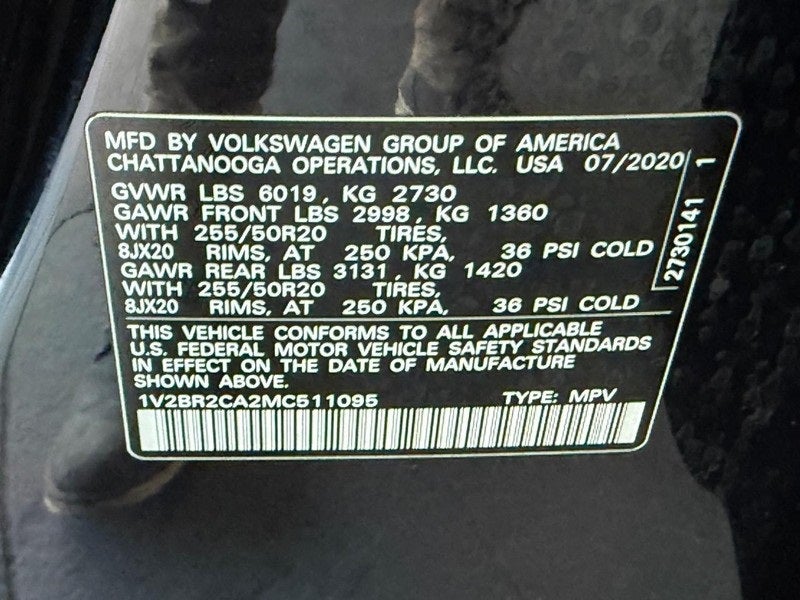 MFD BY VOLKSWAGEN GROUP OF AMERICA
CHATTANOOGA OPERATIONS, LLC. USA 07/2020
GVWR LBS 6019, KG 2730
GAWR FRONT LBS 2998, KG 1360
WITH 255/50R20 TIRES,
8JX20 RIMS, AT 250 KPA, 36 PSI COLD
GAWR REAR LBS 3131, KG 1420
WITH 255/50R20 TIRES,
8JX20 RIMS, AT 250 KPA, 36 PSI COLD
2730141 1
THIS VEHICLE CONFORMS TO ALL APPLICABLE
U.S. FEDERAL MOTOR VEHICLE SAFETY STANDARDS
IN EFFECT ON THE DATE OF MANUFACTURE
SHOWN ABOVE.
1V2BR2CA2MC511095 TYPE: MPV